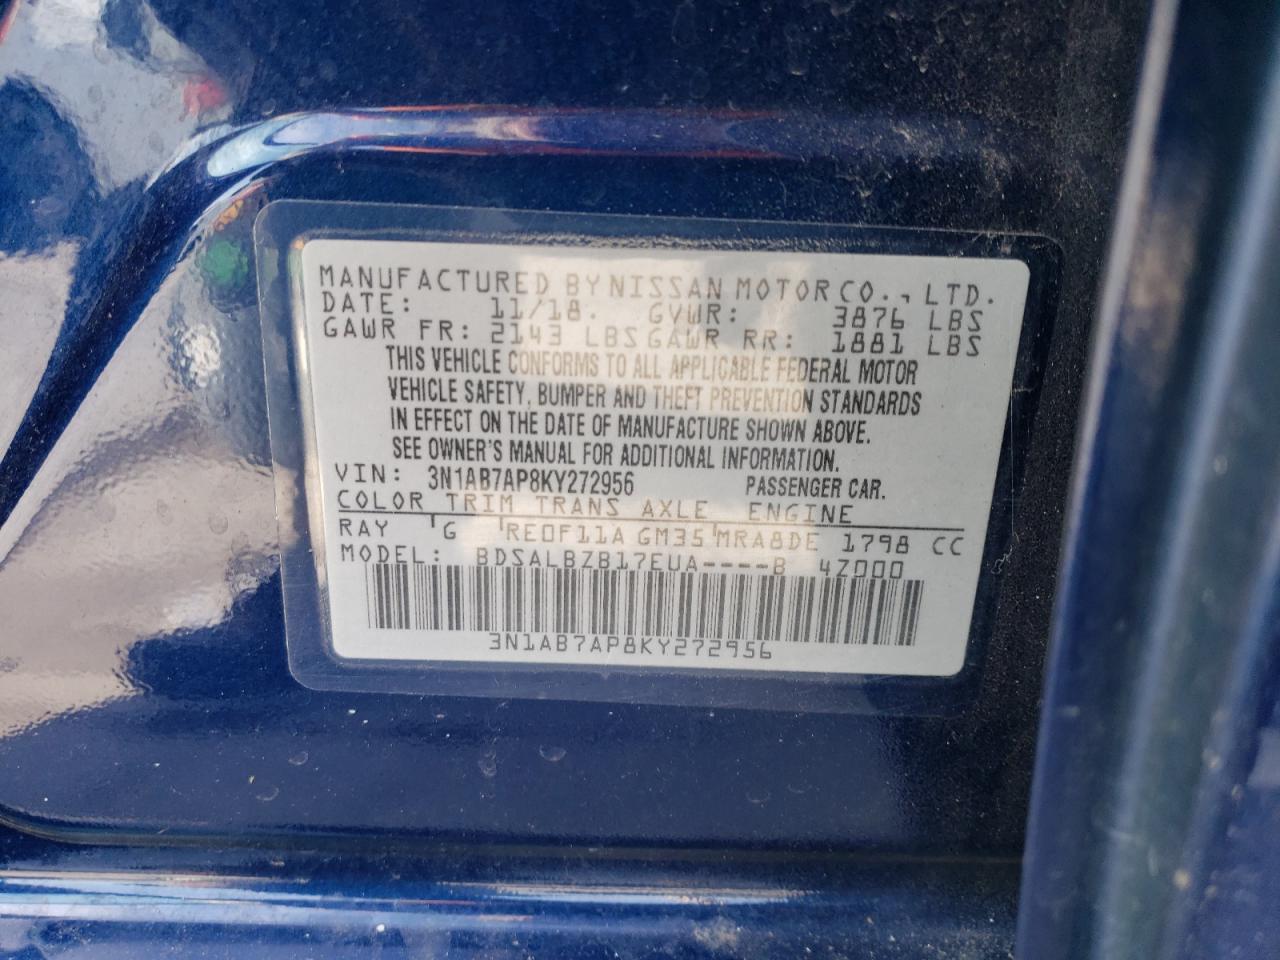 MANUFACTURED BY NISSAN MOTOR CO., LTD.
DATE: 11/18. GVWR: 3876 LBS
GAWR FR: 2143 LBS GAWR RR: 1881 LBS
THIS VEHICLE CONFORMS TO ALL APPLICABLE FEDERAL MOTOR
VEHICLE SAFETY, BUMPER AND THEFT PREVENTION STANDARDS
IN EFFECT ON THE DATE OF MANUFACTURE SHOWN ABOVE.
SEE OWNER'S MANUAL FOR ADDITIONAL INFORMATION.
VIN: 3N1AB7AP8KY272956 PASSENGER CAR.
COLOR TRIM TRANS AXLE ENGINE
RAY 'G 'RE0F11A GM35'MRA8DE 1798 CC
MODEL: BDSALBZB17EUA----B 4Z000
3N1AB7AP8KY272956